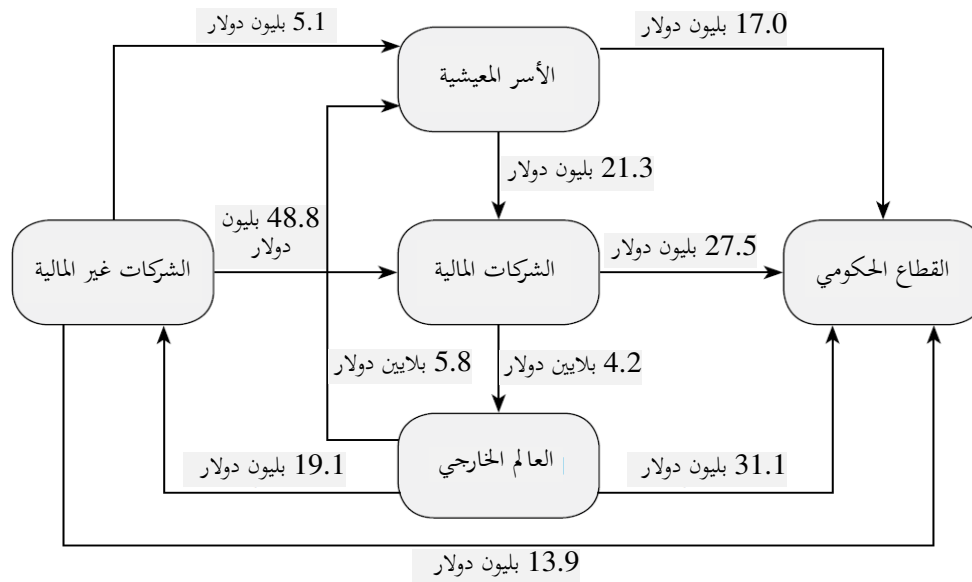 5.1 بليون دولار
17.0 بليون دولار
الأسر المعيشية
21.3 بليون دولار
48.8 بليون
دولار
27.5 بليون دولار
الشركات غير المالية
الشركات المالية
القطاع الحكومي
5.8 بلايين دولار
4.2 بلايين دولار
العالم الخارجي
19.1 بليون دولار
31.1 بليون دولار
13.9 بليون دولار